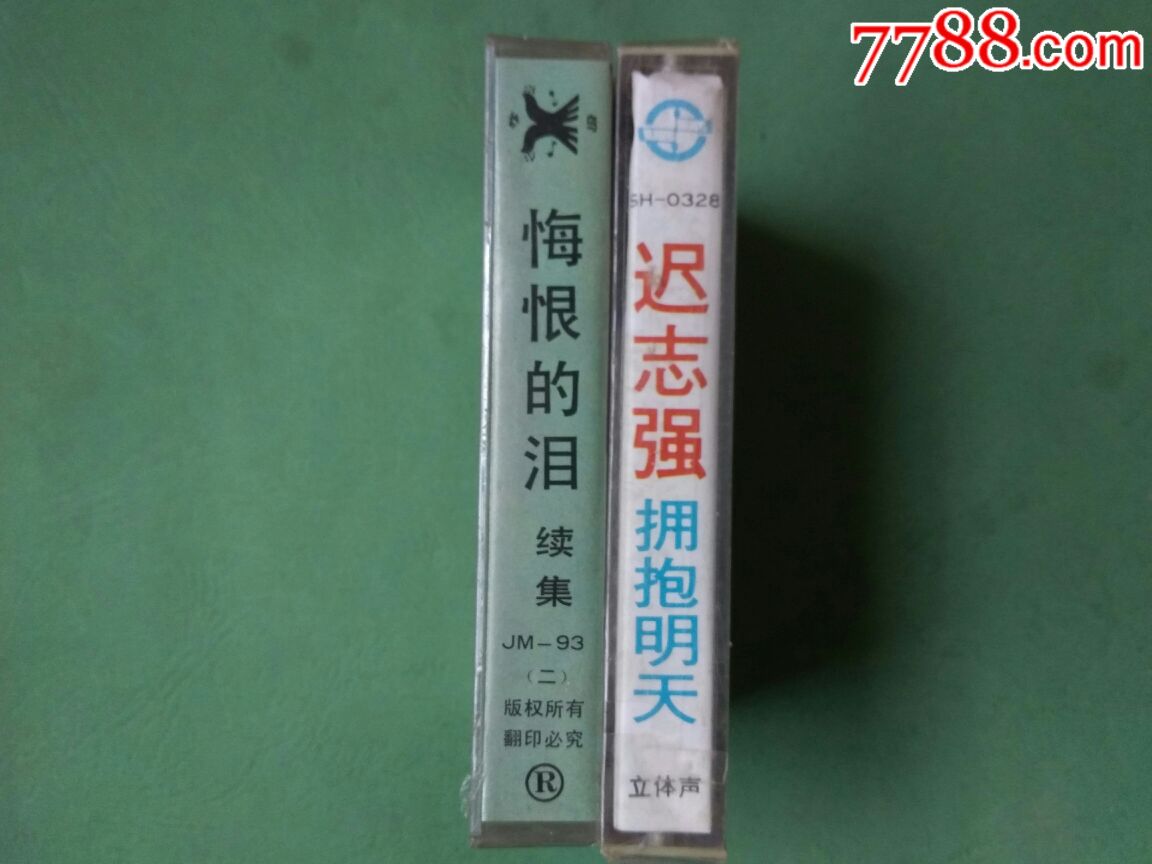 7788.com
悔恨的泪
续集
JM-93
（二）
版权所有
翻印必究
®
SH-0328
迟志强
拥抱明天
立体声